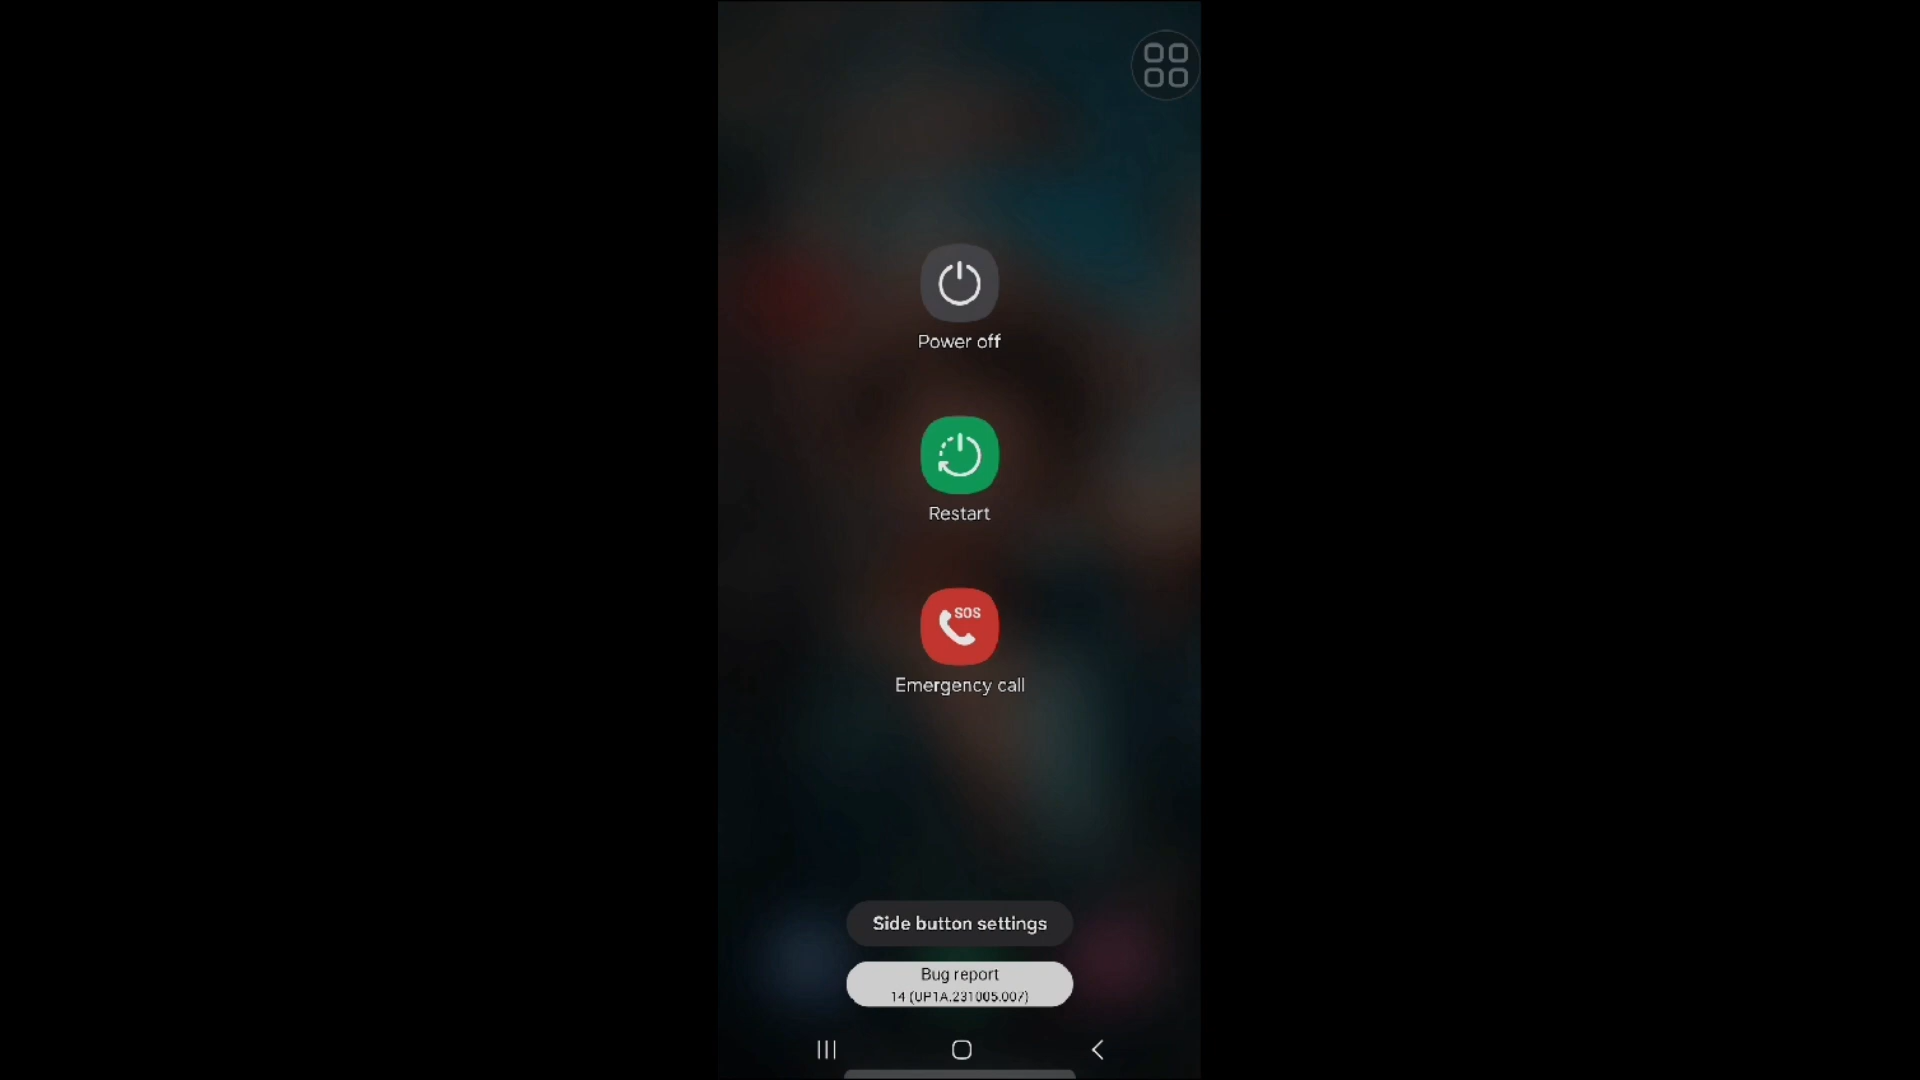 Power off
Restart
SOS
Emergency call
Side button settings
Bug report
14 (UP1A.231005.007)